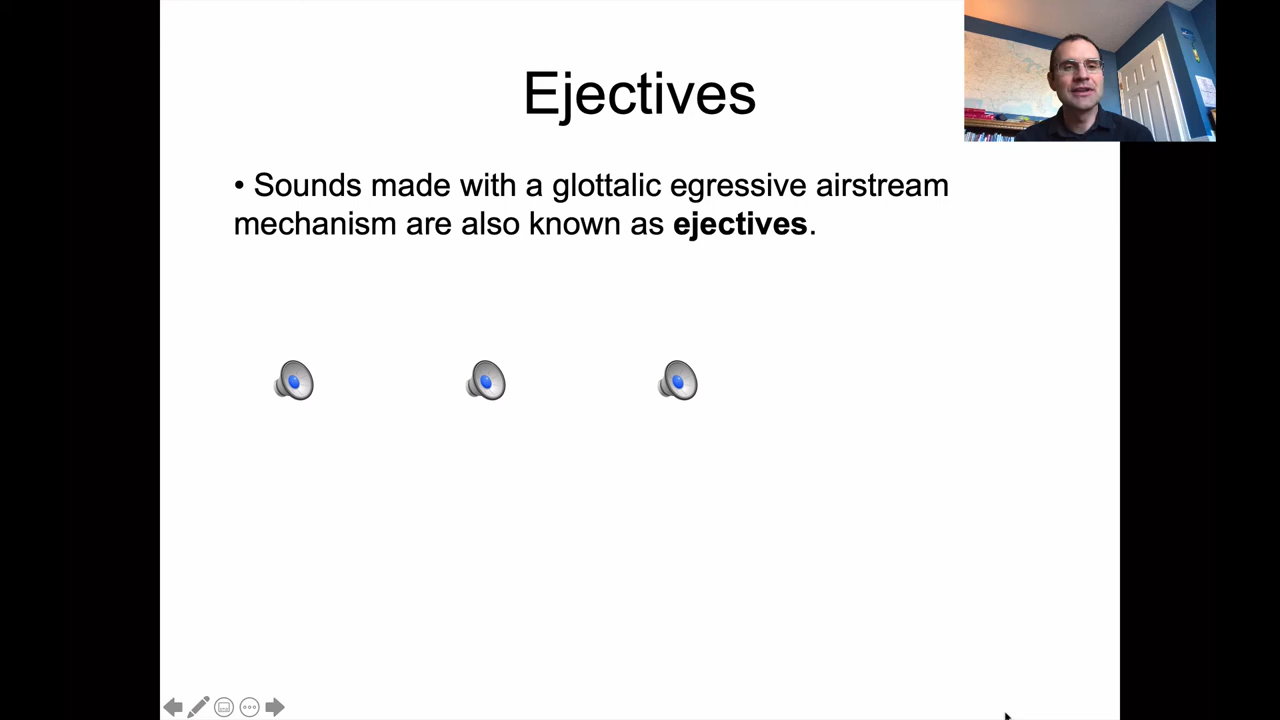 Ejectives
• Sounds made with a glottalic egressive airstream
mechanism are also known as ejectives.